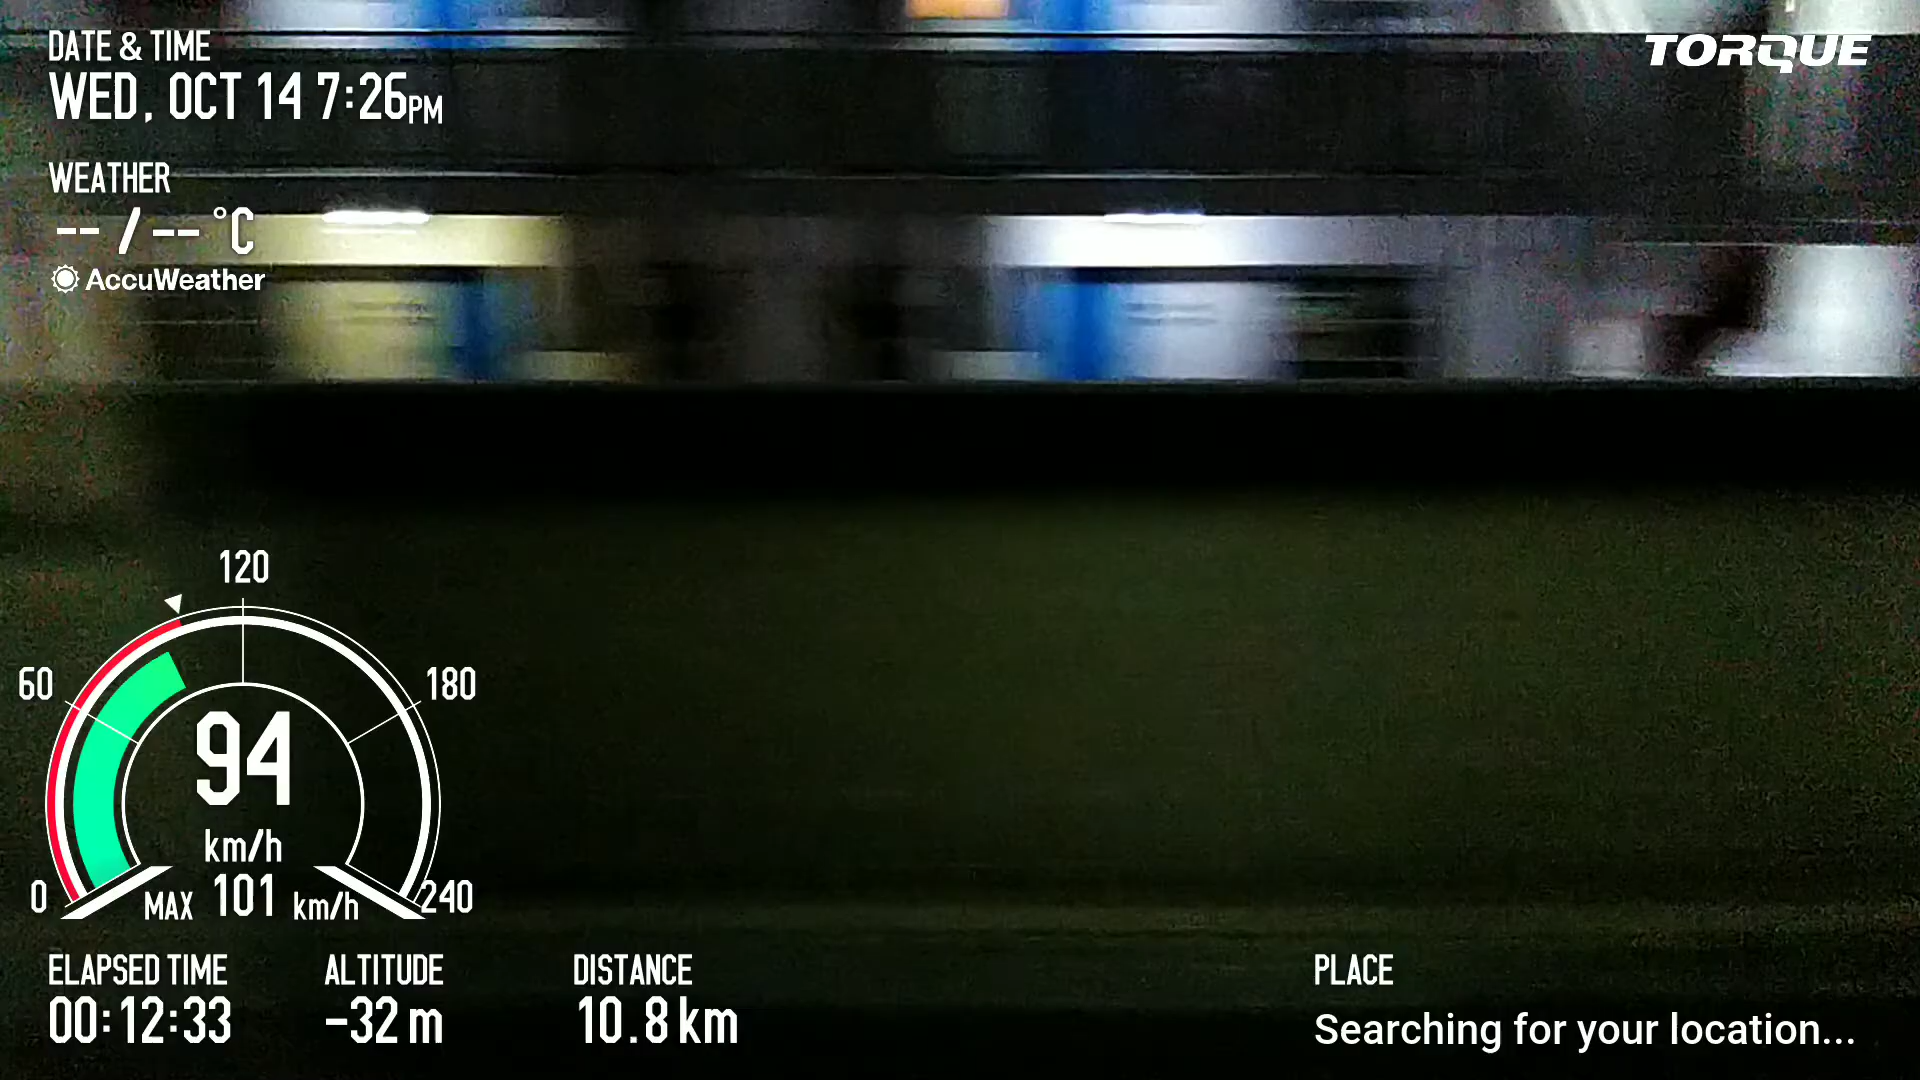 DATE & TIME
WED, OCT 14 7:26PM
TORQUE
WEATHER
-- / -- °C
AccuWeather
120
60
180
94
km/h
0
MAX 101 km/h
240
ELAPSED TIME
00:12:33
ALTITUDE
-32 m
DISTANCE
10.8 km
PLACE
Searching for your location...